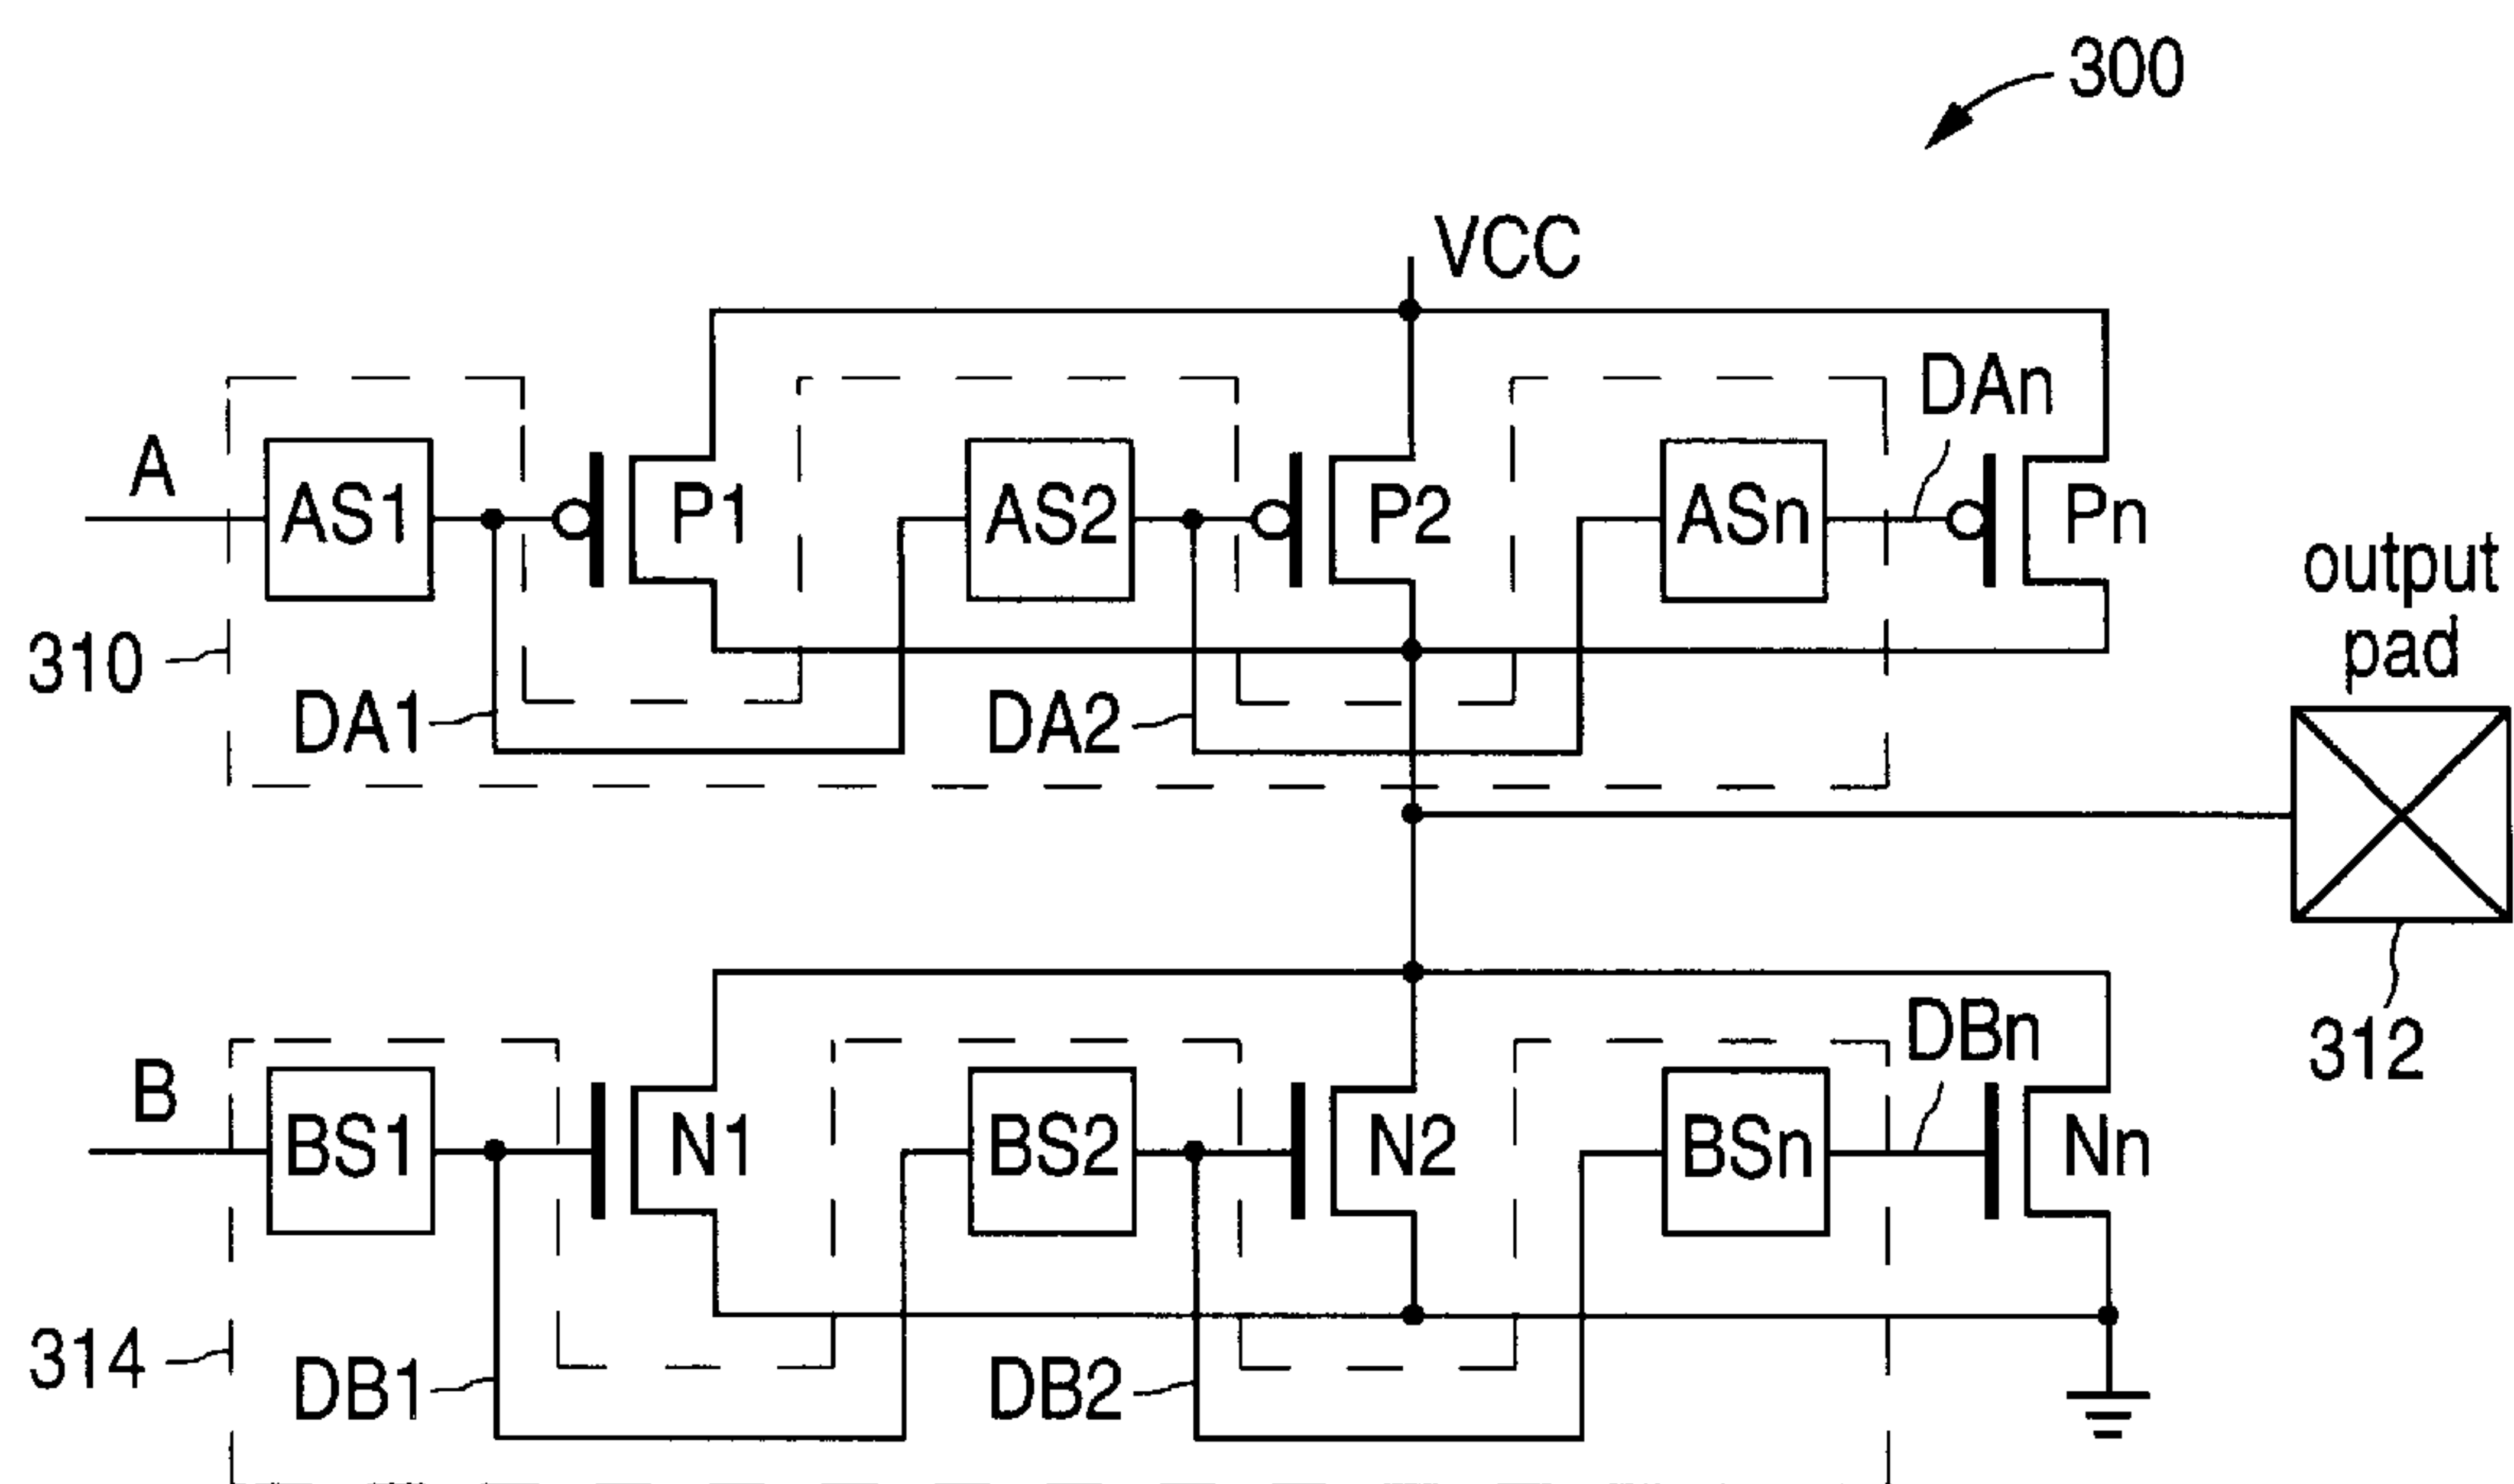 300
VCC
DAn
A
AS1
P1
AS2
P2
ASn
Pn
output
pad
310
DA1
DA2
312
DBn
B
BS1
N1
BS2
N2
BSn
Nn
314
DB1
DB2